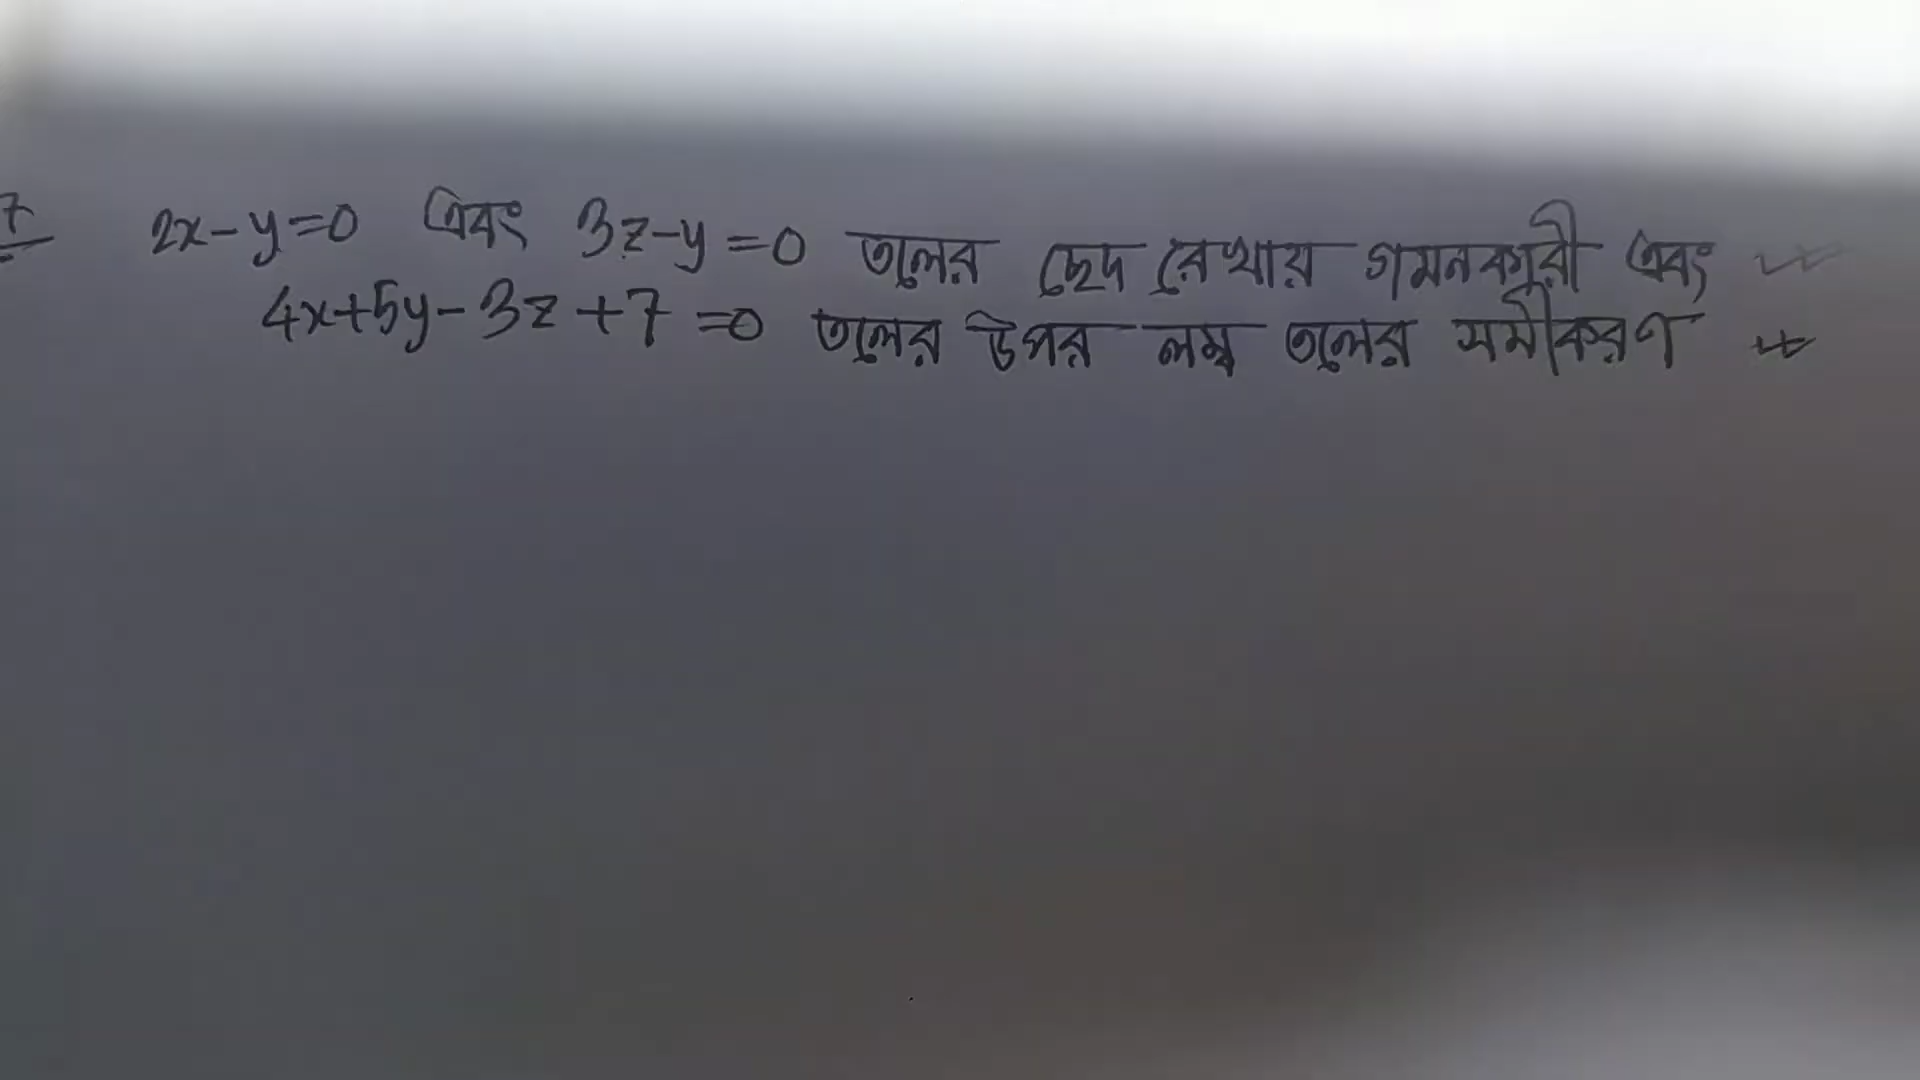 7 2x-y=0 এবং 3z-y=0 তলের ছেদ রেখায় গমনকারী এবং
4x+5y-3z+7=0 তলের উপর লম্ব তলের সমীকরণ